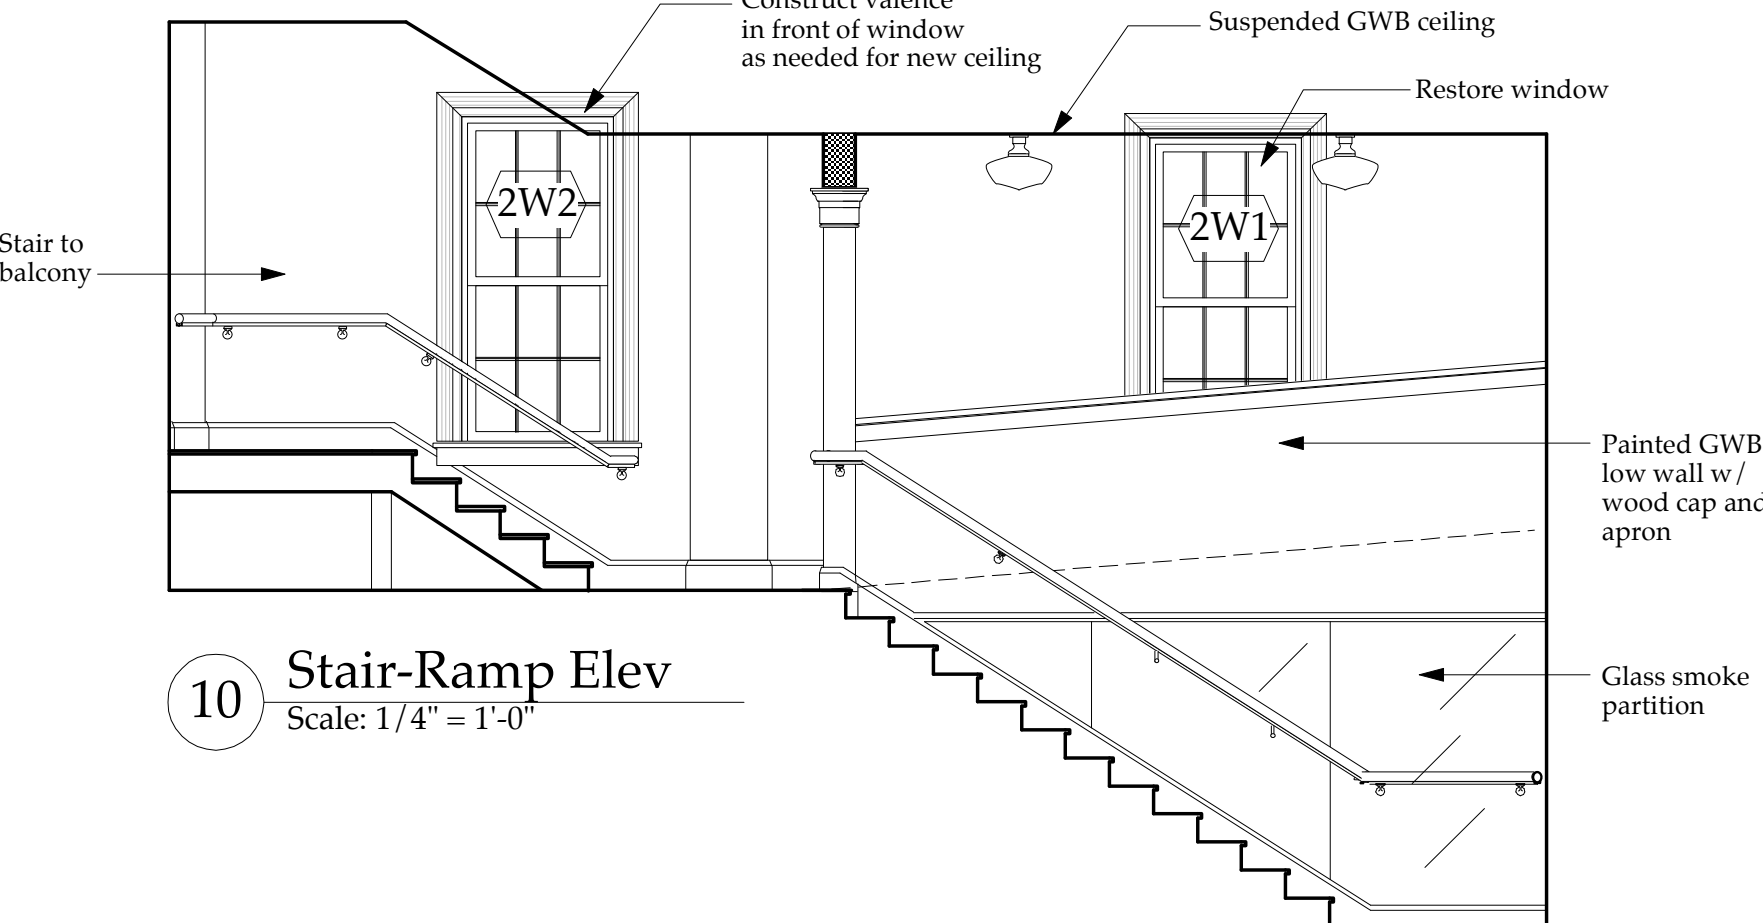 Construct valence
in front of window
as needed for new ceiling
Suspended GWB ceiling
Restore window
2W2
2W1
Stair to
balcony
Painted GWB
low wall w/
wood cap and
apron
Glass smoke
partition
10
Stair-Ramp Elev
Scale: 1/4" = 1'-0"